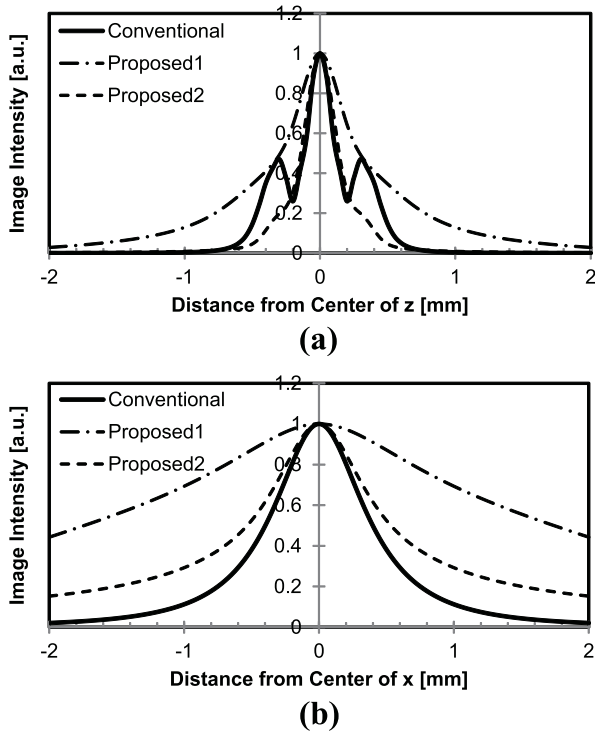 1.2
Conventional
Proposed1
Proposed2
1
0.8
0.6
0.4
0.2
0
-2
-1
0
1
2
Image Intensity [a.u.]
Distance from Center of z [mm]
(a)
1.2
Conventional
Proposed1
Proposed2
1
0.8
0.6
0.4
0.2
0
-2
-1
0
1
2
Image Intensity [a.u.]
Distance from Center of x [mm]
(b)